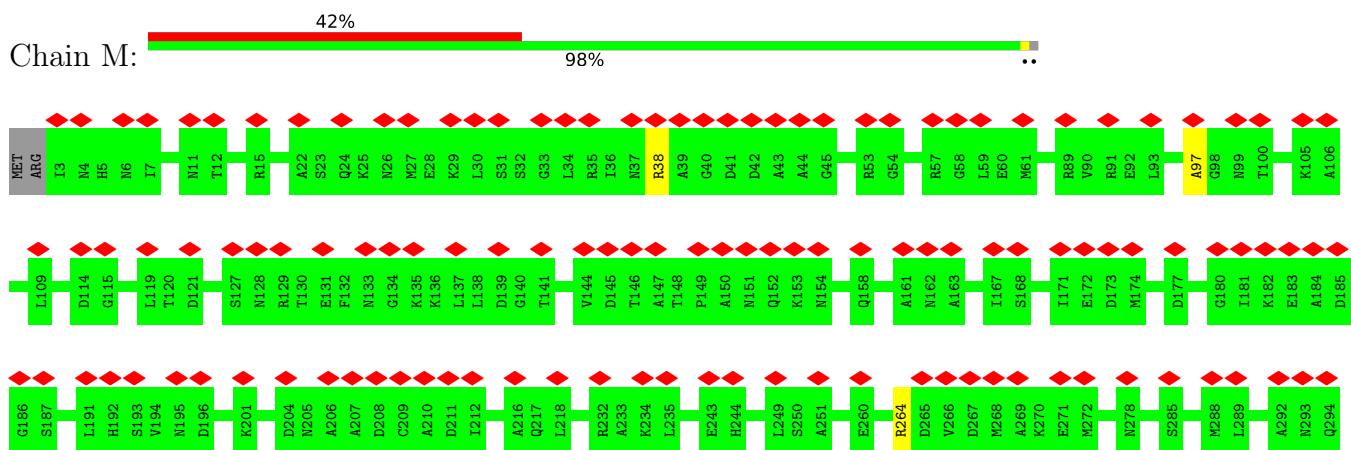 42%
Chain M:
98%
••
MET ARG I3 N4 H5 N6 I7 N11 T12 R15 A22 S23 Q24 K25 N26 M27 E28 K29 L30 S31 S32 G33 L34 R35 I36 N37 R38 A39 G40 D41 D42 A43 A44 G45 R53 G54 R57 G58 L59 E60 M61 R89 V90 R91 E92 L93 A97 G98 N99 T100 K105 A106
L109 D114 G115 L119 T120 D121 S127 N128 R129 T130 E131 F132 N133 G134 K135 K136 L137 L138 D139 G140 T141 V144 D145 T146 A147 T148 P149 A150 N151 Q152 K153 N154 Q158 A161 N162 A163 I167 S168 I171 E172 D173 M174 D177 G180 I181 K182 E183 A184 D185
G186 S187 L191 H192 S193 V194 N195 D196 K201 D204 N205 A206 A207 D208 C209 A210 D211 I212 A216 Q217 L218 R232 A233 K234 L235 E243 H244 L249 S250 A251 E260 R264 D265 V266 D267 M268 A269 K270 E271 M272 N278 S285 M288 L289 A292 N293 Q294